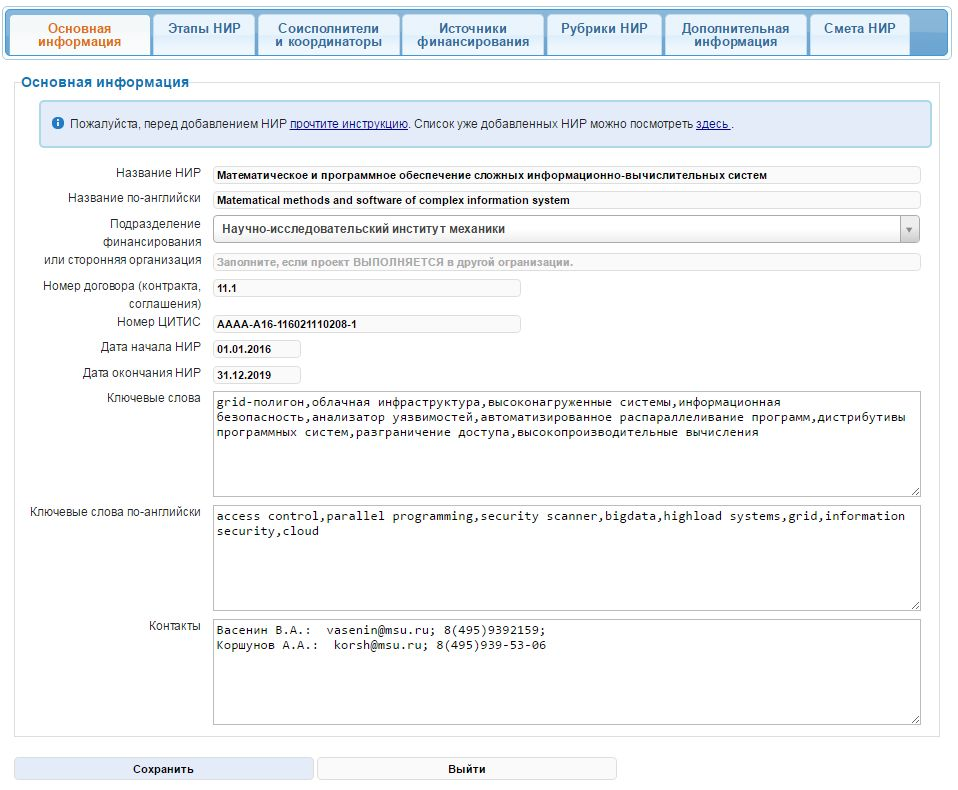 Основная информация
Этапы НИР
Соисполнители и координаторы
Источники финансирования
Рубрики НИР
Дополнительная информация
Смета НИР
Основная информация
Пожалуйста, перед добавлением НИР прочтите инструкцию. Список уже добавленных НИР можно посмотреть здесь .
Название НИР
Математическое и программное обеспечение сложных информационно-вычислительных систем
Название по-английски
Matematical methods and software of complex information system
Подразделение
финансирования
Научно-исследовательский институт механики
или сторонняя организация
Заполните, если проект ВЫПОЛНЯЕТСЯ в другой огранизации.
Номер договора (контракта,
соглашения)
11.1
Номер ЦИТИС
АААА-А16-116021110208-1
Дата начала НИР
01.01.2016
Дата окончания НИР
31.12.2019
Ключевые слова
grid-полигон,облачная инфраструктура,высоконагруженные системы,информационная
безопасность,анализатор уязвимостей,автоматизированное распараллеливание программ,дистрибутивы
программных систем,разграничение доступа,высокопроизводительные вычисления
Ключевые слова по-английски
access control,parallel programming,security scanner,bigdata,highload systems,grid,information
security,cloud
Контакты
Васенин В.А.: vasenin@msu.ru; 8(495)9392159;
Коршунов А.А.: korsh@msu.ru; 8(495)939-53-06
Сохранить
Выйти